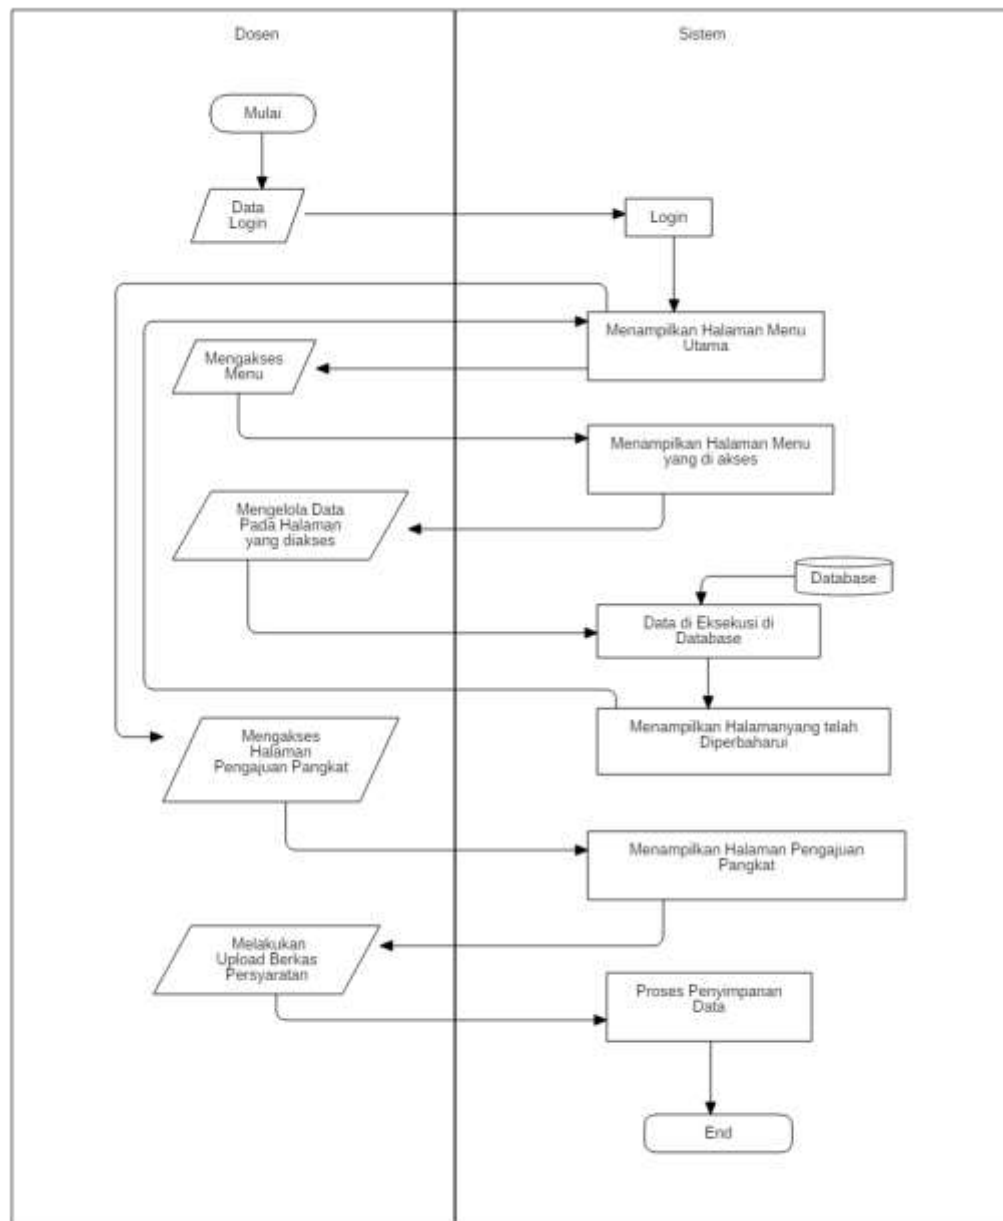 Dosen
Sistem
Mulai
Data
Login
Login
Menampilkan Halaman Menu
Utama
Mengakses
Menu
Menampilkan Halaman Menu
yang di akses
Mengelola Data
Pada Halaman
yang diakses
Database
Data di Eksekusi di
Database
Menampilkan Halamanyang telah
Diperbaharui
Mengakses
Halaman
Pengajuan Pangkat
Menampilkan Halaman Pengajuan
Pangkat
Melakukan
Upload Berkas
Persyaratan
Proses Penyimpanan
Data
End